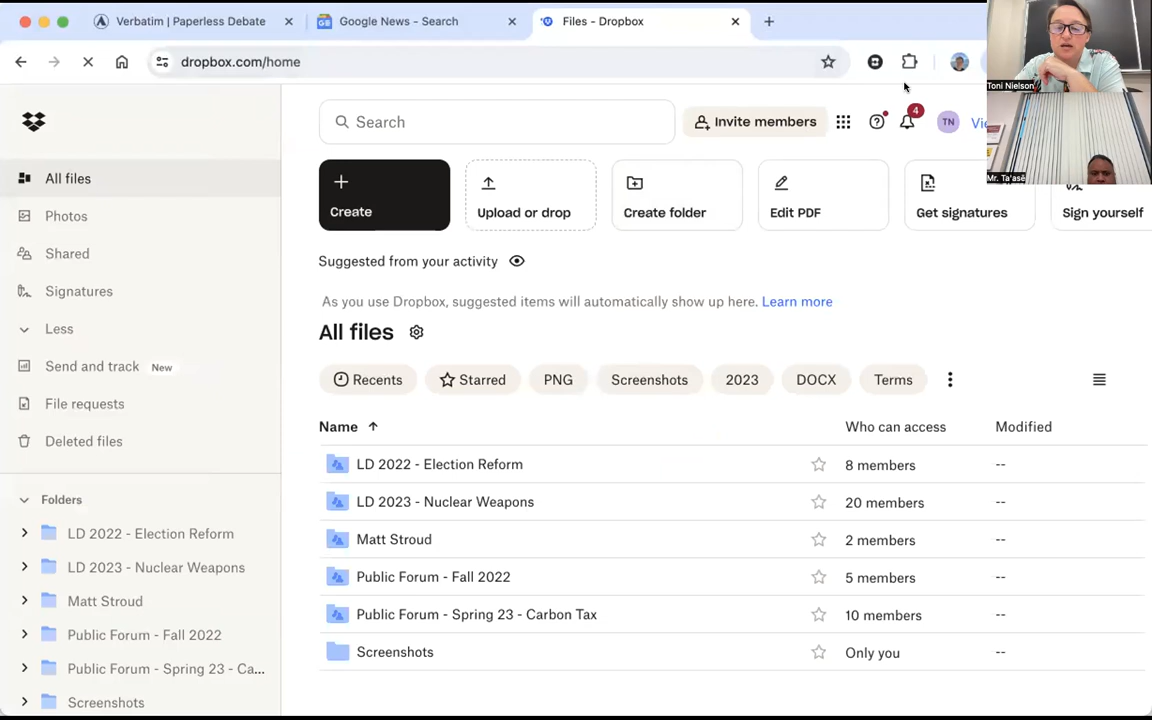 Verbatim | Paperless Debate
Google News - Search
Files - Dropbox
dropbox.com/home
Toni Nielson
Mr. Ta'ase
Search
Invite members
4
TN
All files
Photos
Shared
Signatures
Less
Send and track New
File requests
Deleted files
Folders
LD 2022 - Election Reform
LD 2023 - Nuclear Weapons
Matt Stroud
Public Forum - Fall 2022
Public Forum - Spring 23 - Ca...
Screenshots
Create
Upload or drop
Create folder
Edit PDF
Get signatures
Sign yourself
Suggested from your activity
As you use Dropbox, suggested items will automatically show up here. Learn more
All files
Recents
Starred
PNG
Screenshots
2023
DOCX
Terms
Name Who can access Modified
LD 2022 - Election Reform 8 members --
LD 2023 - Nuclear Weapons 20 members --
Matt Stroud 2 members --
Public Forum - Fall 2022 5 members --
Public Forum - Spring 23 - Carbon Tax 10 members --
Screenshots Only you --